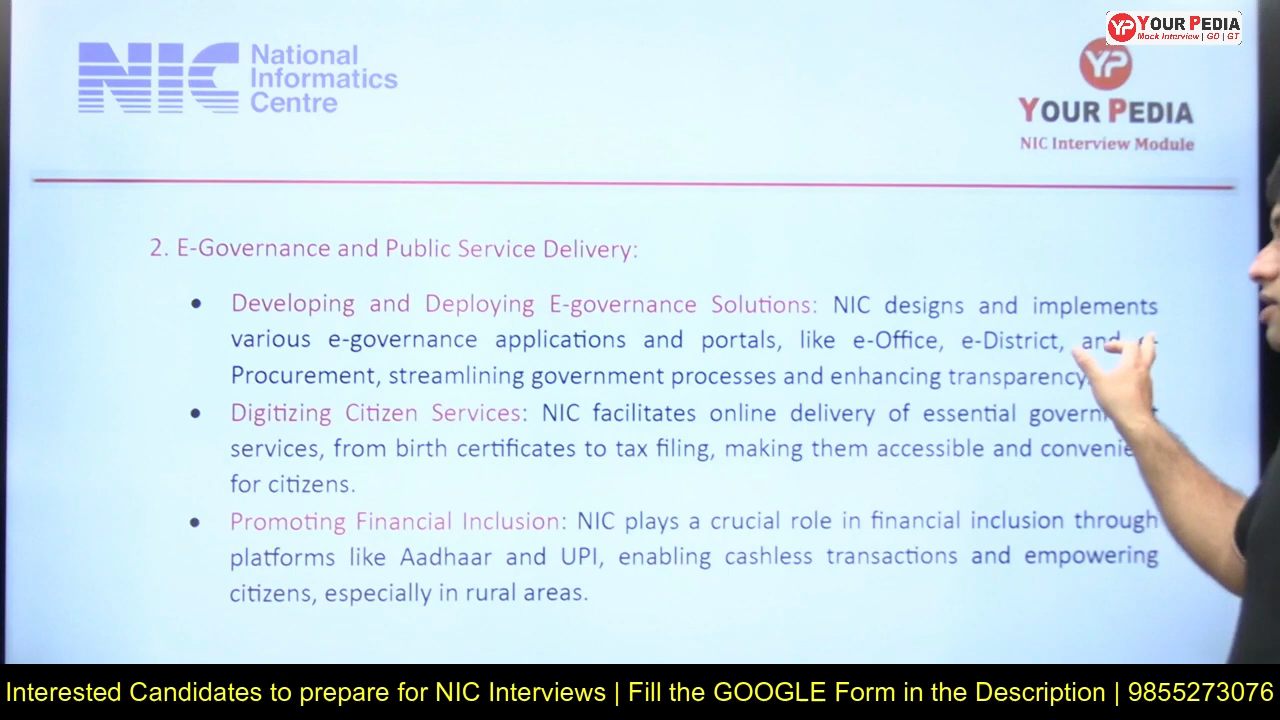 YP YOUR PEDIA
Mock Interview | GD | GT
NIC National
Informatics
Centre
YP
YOUR PEDIA
NIC Interview Module
2. E-Governance and Public Service Delivery:
• Developing and Deploying E-governance Solutions: NIC designs and implements
various e-governance applications and portals, like e-Office, e-District, and
Procurement, streamlining government processes and enhancing transparency
• Digitizing Citizen Services: NIC facilitates online delivery of essential
services, from birth certificates to tax filing, making them accessible and
for citizens.
• Promoting Financial Inclusion: NIC plays a crucial role in financial inclusion through
platforms like Aadhaar and UPI, enabling cashless transactions and empowering
citizens, especially in rural areas.
Interested Candidates to prepare for NIC Interviews | Fill the GOOGLE Form in the Description | 9855273076